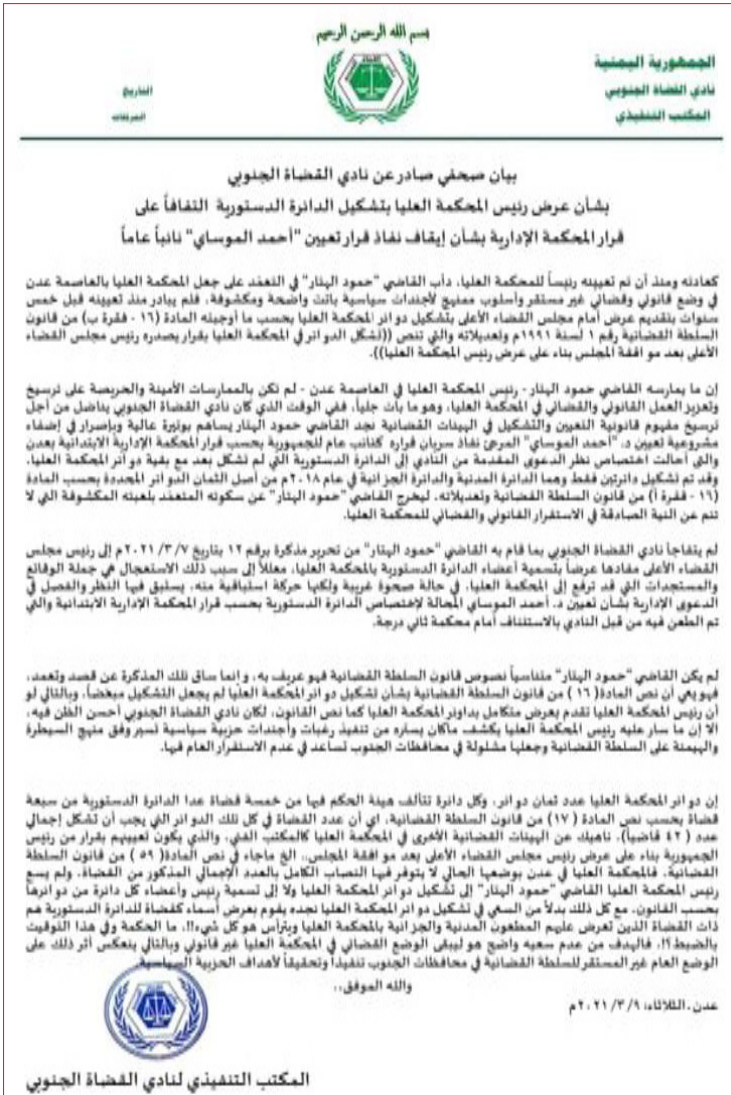 بسم الله الرحمن الرحيم
الجمهورية اليمنية
نادي القضاة الجنوبي
المكتب التنفيذي
التاريخ
المرفقات
بيان صحفي صادر عن نادي القضاة الجنوبي
بشأن عرض رئيس المحكمة العليا بتشكيل الدائرة الدستورية التفافاً على
قرار المحكمة الإدارية بشأن إيقاف نفاذ قرار تعيين "أحمد الموساي" نائباً عاماً
كعادته ومنذ أن تم تعيينه رئيساً للمحكمة العليا، دأب القاضي "حمود الهتار" في التعمّد على جعل المحكمة العليا بالعاصمة عدن
في وضع قانوني وقضائي غير مستقر وأسلوب ممنهج لأجندات سياسية باتت واضحة ومكشوفة، فلم يبادر منذ تعيينه قبل خمس
سنوات بتقديم عرض أمام مجلس القضاء الأعلى بتشكيل دوائر المحكمة العليا بحسب ما أوجبته المادة (١٦ - فقرة ب) من قانون
السلطة القضائية رقم ١ لسنة ١٩٩١م وتعديلاته والتي تنص ((تشكل الدوائر في المحكمة العليا بقرار يصدره رئيس مجلس القضاء
الأعلى بعد موافقة المجلس بناء على عرض رئيس المحكمة العليا)).
إن ما يمارسه القاضي حمود الهتار - رئيس المحكمة العليا في العاصمة عدن - لم تكن بالممارسات الأمينة والحريصة على ترسيخ
وتعزيز العمل القانوني والقضائي في المحكمة العليا، وهو ما بات جلياً، ففي الوقت الذي كان نادي القضاة الجنوبي يناضل من أجل
ترسيخ مفهوم قانونية التعيين والتشكيل في الهيئات القضائية نجد القاضي حمود الهتار يساهم بوتيرة عالية وبإصرار في إضفاء
مشروعية تعيين د. "أحمد الموساي" المرجئ نفاذ سريان قراره كنائب عام للجمهورية بحسب قرار المحكمة الإدارية الابتدائية بعدن
والتي أحالت اختصاص نظر الدعوى المقدمة من النادي إلى الدائرة الدستورية التي لم تشكل بعد مع بقية دوائر المحكمة العليا،
وقد تم تشكيل دائرتين فقط وهما الدائرة المدنية والدائرة الجزائية في عام ٢٠١٨م من أصل الثمان الدوائر المحددة بحسب المادة
(١٦ - فقرة أ) من قانون السلطة القضائية وتعديلاته، ليخرج القاضي "حمود الهتار" عن سكوته المتعمّد بلعبته المكشوفة التي لا
تنم عن النية الصادقة في الاستقرار القانوني والقضائي للمحكمة العليا.
لم يتفاجأ نادي القضاة الجنوبي بما قام به القاضي "حمود الهتار" من تحرير مذكرة برقم ١٢ بتاريخ ٢٠٢١/٣/٧م إلى رئيس مجلس
القضاء الأعلى مفادها عرضاً بتسمية أعضاء الدائرة الدستورية بالمحكمة العليا، معللاً إلى سبب ذلك الاستعجال هي جملة الوقائع
والمستجدات التي قد ترفع إلى المحكمة العليا، في حالة صحوة غريبة ولكنها حركة استباقية منه، يستبق فيها النظر والفصل في
الدعوى الإدارية بشأن تعيين د. أحمد الموساي المحالة لإختصاص الدائرة الدستورية بحسب قرار المحكمة الإدارية الابتدائية والتي
تم الطعن فيه من قبل النادي بالاستئناف أمام محكمة ثاني درجة.
لم يكن القاضي "حمود الهتار" متناسياً نصوص قانون السلطة القضائية فهو عريف به، وإنما ساق تلك المذكرة عن قصد وتعمد،
فهو يعي أن نص المادة (١٦) من قانون السلطة القضائية بشأن تشكيل دوائر المحكمة العليا لم يجعل التشكيل مبغضاً، وبالتالي لو
أن رئيس المحكمة العليا تقدم بعرض متكامل بدوائر المحكمة العليا كما نص القانون، لكان نادي القضاة الجنوبي أحسن الظن فيه،
إلا إن ما سار عليه رئيس المحكمة العليا يكشف ماكان يساره من تنفيذ رغبات وأجندات حزبية سياسية تسير وفق منهج السيطرة
والهيمنة على السلطة القضائية وجعلها مشلولة في محافظات الجنوب تساعد في عدم الاستقرار العام فيها.
إن دوائر المحكمة العليا عدد ثمان دوائر، وكل دائرة تتألف هيئة الحكم فيها من خمسة قضاة عدا الدائرة الدستورية من سبعة
قضاة بحسب نص المادة (١٧) من قانون السلطة القضائية، اي أن عدد القضاة في كل تلك الدوائر التي يجب أن تشكل إجمالي
عدد (٤٢ قاضياً)، ناهيك عن الهيئات القضائية الأخرى في المحكمة العليا كالمكتب الفني، والذي يكون تعيينهم بقرار من رئيس
الجمهورية بناء على عرض رئيس مجلس القضاء الأعلى بعد موافقة المجلس.. الخ ماجاء في نص المادة (٥٩) من قانون السلطة
القضائية. فالمحكمة العليا في عدن بوضعها الحالي لا يتوفر فيها النصاب الكامل بالعدد الإجمالي المذكور من القضاة، ولم يسع
رئيس المحكمة العليا القاضي "حمود الهتار" إلى تشكيل دوائر المحكمة العليا ولا إلى تسمية رئيس وأعضاء كل دائرة من دوائرها
بحسب القانون، مع كل ذلك بدلاً من السعي في تشكيل دوائر المحكمة العليا نجده يقوم بعرض أسماء كقضاة للدائرة الدستورية هم
ذات القضاة الذين تعرض عليهم الطعون المدنية والجزائية بالمحكمة العليا ويترأس هو كل شيء!!، ما الحكمة وفي هذا التوقيت
بالضبط؟!، فالهدف من عدم سعيه واضح هو ليبقى الوضع القضائي في المحكمة العليا غير قانوني وبالتالي ينعكس أثر ذلك على
الوضع العام غير المستقر للسلطة القضائية في محافظات الجنوب تنفيذاً وتحقيقاً لأهداف الحزبية السياسية.
والله الموفق،،
عدن، الثلاثاء: ٢٠٢١/٣/٩م
المكتب التنفيذي لنادي القضاة الجنوبي